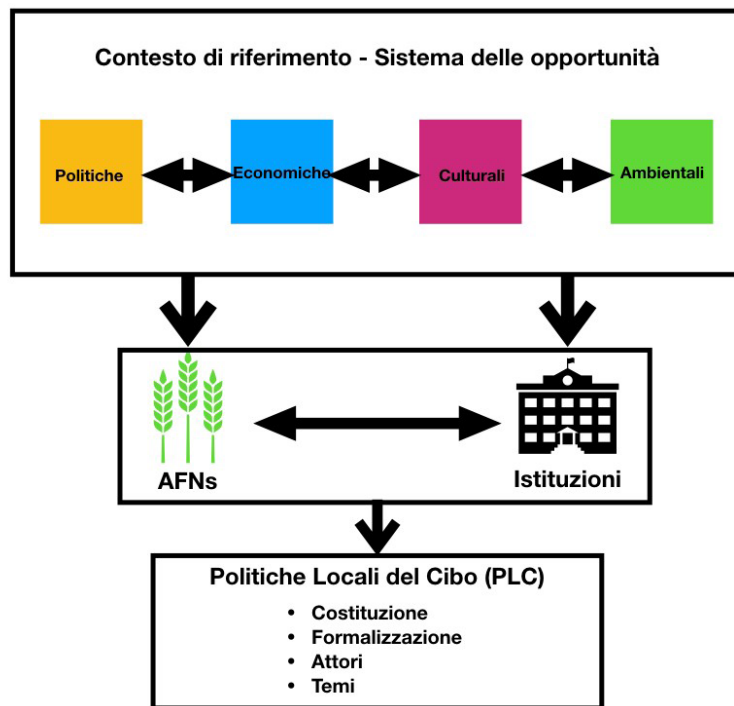 Contesto di riferimento - Sistema delle opportunità
Politiche
Economiche
Culturali
Ambientali
AFNs
Istituzioni
Politiche Locali del Cibo (PLC)
• Costituzione
• Formalizzazione
• Attori
• Temi